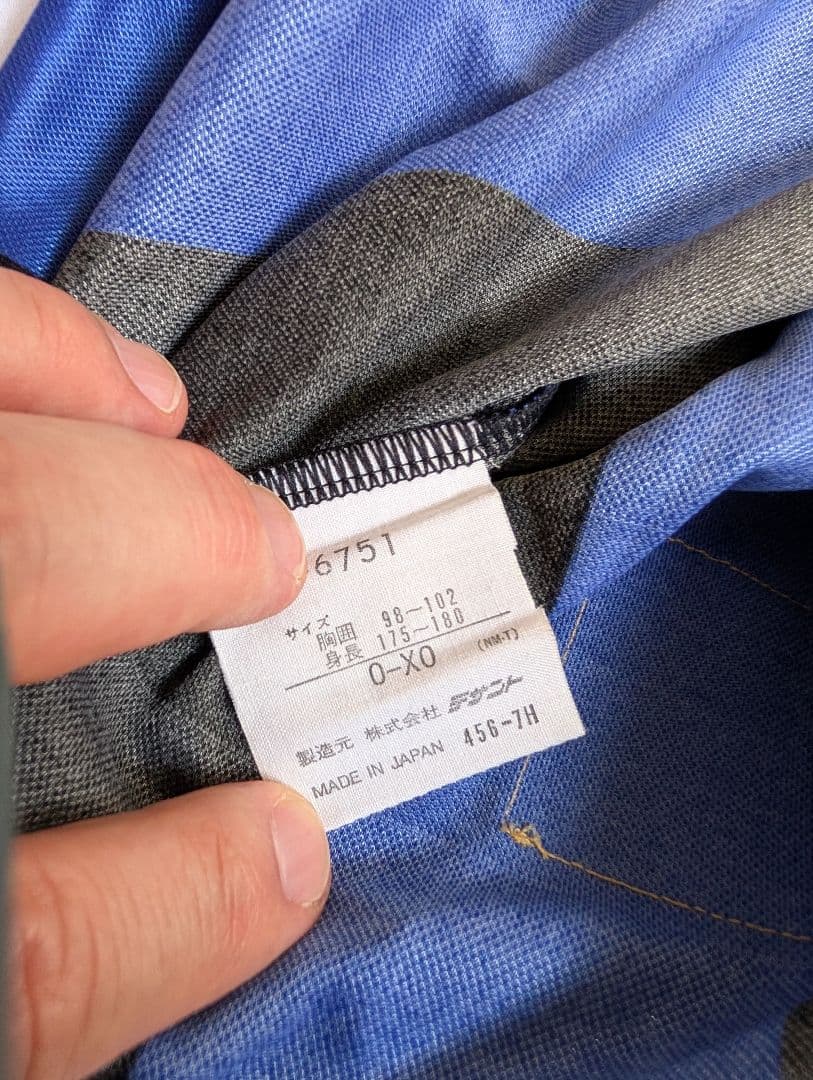 6751
サイズ
胸囲 98~102
身長 175~180
O-XO (NM-T)
製造元 株式会社 デサント
MADE IN JAPAN 456-7H